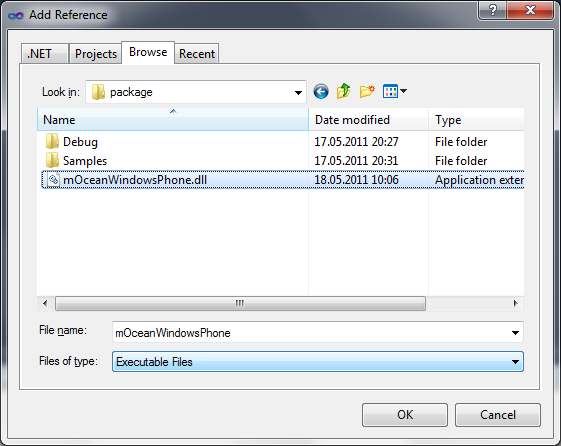 Add Reference
.NET Projects Browse Recent
Look in: package
Name Date modified Type
Debug 17.05.2011 20:27 File folder
Samples 17.05.2011 20:31 File folder
mOceanWindowsPhone.dll 18.05.2011 10:06 Application exter
File name: mOceanWindowsPhone
Files of type: Executable Files
OK Cancel